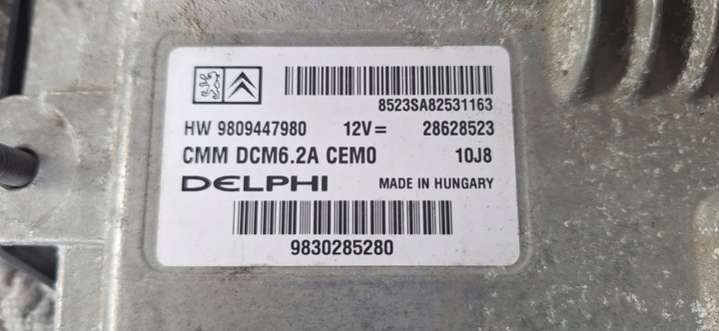 8523SA82531163
HW 9809447980 12V= 28628523
CMM DCM6.2A CEM0 10J8
DELPHI MADE IN HUNGARY
9830285280